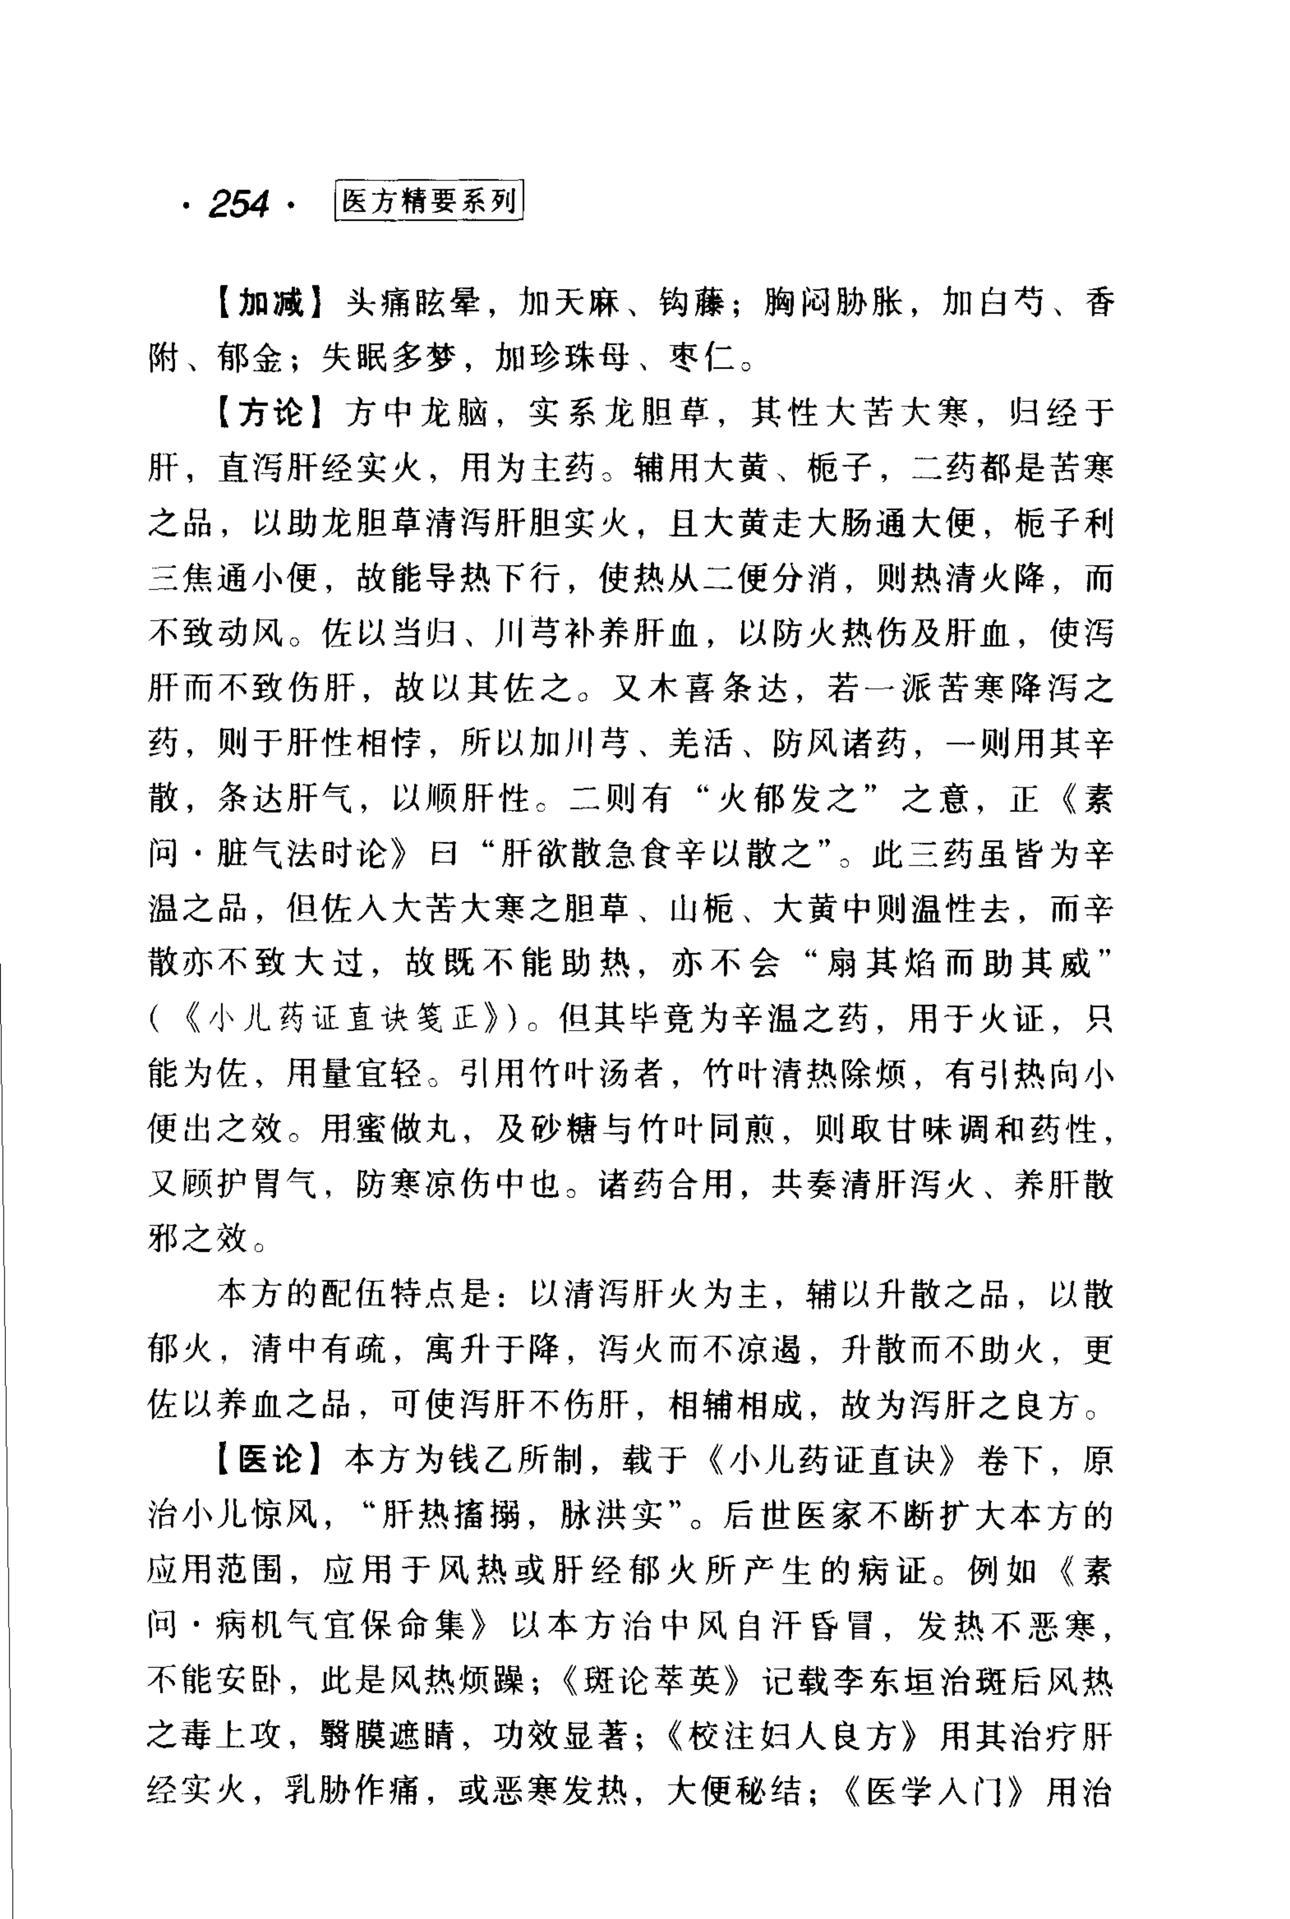 ·254· 医方精要系列
【加减】头痛眩晕，加天麻、钩藤；胸闷胁胀，加白芍、香
附、郁金；失眠多梦，加珍珠母、枣仁。
【方论】方中龙脑，实系龙胆草，其性大苦大寒，归经于
肝，直泻肝经实火，用为主药。辅用大黄、栀子，二药都是苦寒
之品，以助龙胆草清泻肝胆实火，且大黄走大肠通大便，栀子利
三焦通小便，故能导热下行，使热从二便分消，则热清火降，而
不致动风。佐以当归、川芎补养肝血，以防火热伤及肝血，使泻
肝而不致伤肝，故以其佐之。又木喜条达，若一派苦寒降泻之
药，则于肝性相悖，所以加川芎、羌活、防风诸药，一则用其辛
散，条达肝气，以顺肝性。二则有“火郁发之”之意，正《素
问·脏气法时论》曰“肝欲散急食辛以散之”。此三药虽皆为辛
温之品，但佐入大苦大寒之胆草、山栀、大黄中则温性去，而辛
散亦不致大过，故既不能助热，亦不会“扇其焰而助其威”
（《小儿药证直诀笺正》）。但其毕竟为辛温之药，用于火证，只
能为佐，用量宜轻。引用竹叶汤者，竹叶清热除烦，有引热向小
便出之效。用蜜做丸，及砂糖与竹叶同煎，则取甘味调和药性，
又顾护胃气，防寒凉伤中也。诸药合用，共奏清肝泻火、养肝散
邪之效。
本方的配伍特点是：以清泻肝火为主，辅以升散之品，以散
郁火，清中有疏，寓升于降，泻火而不凉遏，升散而不助火，更
佐以养血之品，可使泻肝不伤肝，相辅相成，故为泻肝之良方。
【医论】本方为钱乙所制，载于《小儿药证直诀》卷下，原
治小儿惊风，“肝热搐搦，脉洪实”。后世医家不断扩大本方的
应用范围，应用于风热或肝经郁火所产生的病证。例如《素
问·病机气宜保命集》以本方治中风自汗昏冒，发热不恶寒，
不能安卧，此是风热烦躁；《斑论萃英》记载李东垣治斑后风热
之毒上攻，翳膜遮睛，功效显著；《校注妇人良方》用其治疗肝
经实火，乳胁作痛，或恶寒发热，大便秘结；《医学入门》用治